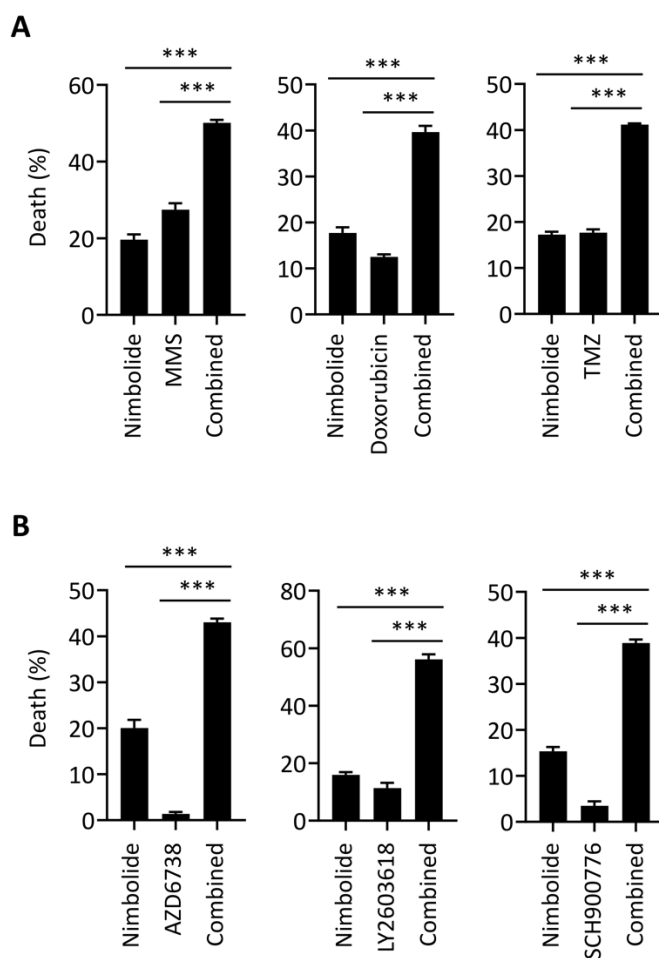 A
***
***
Death (%)
60
40
20
0
Nimbolide
MMS
Combined
***
***
50
40
30
20
10
0
Nimbolide
Doxorubicin
Combined
***
***
50
40
30
20
10
0
Nimbolide
TMZ
Combined
B
***
***
Death (%)
50
40
30
20
10
0
Nimbolide
AZD6738
Combined
***
***
80
60
40
20
0
Nimbolide
LY2603618
Combined
***
***
50
40
30
20
10
0
Nimbolide
SCH900776
Combined